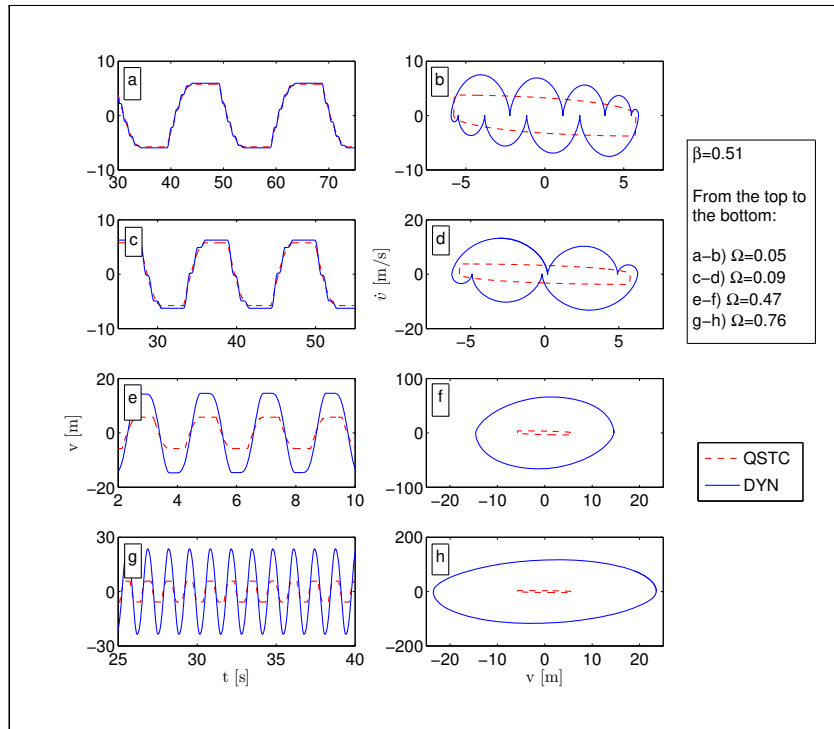 10
0
−10
30 40 50 60 70
a
10
5
0
−5
−10
−5 0 5
b
10
0
−10
30 40 50
c
20
0
−20
−5 0 5
d
v̇ [m/s]
20
0
−20
2 4 6 8 10
e
v [m]
100
0
−100
−20 −10 0 10 20
f
30
0
−30
25 30 35 40
g
t [s]
200
0
−200
−20 −10 0 10 20
h
v [m]
β=0.51
From the top to
the bottom:
a−b) Ω=0.05
c−d) Ω=0.09
e−f) Ω=0.47
g−h) Ω=0.76
QSTC
DYN